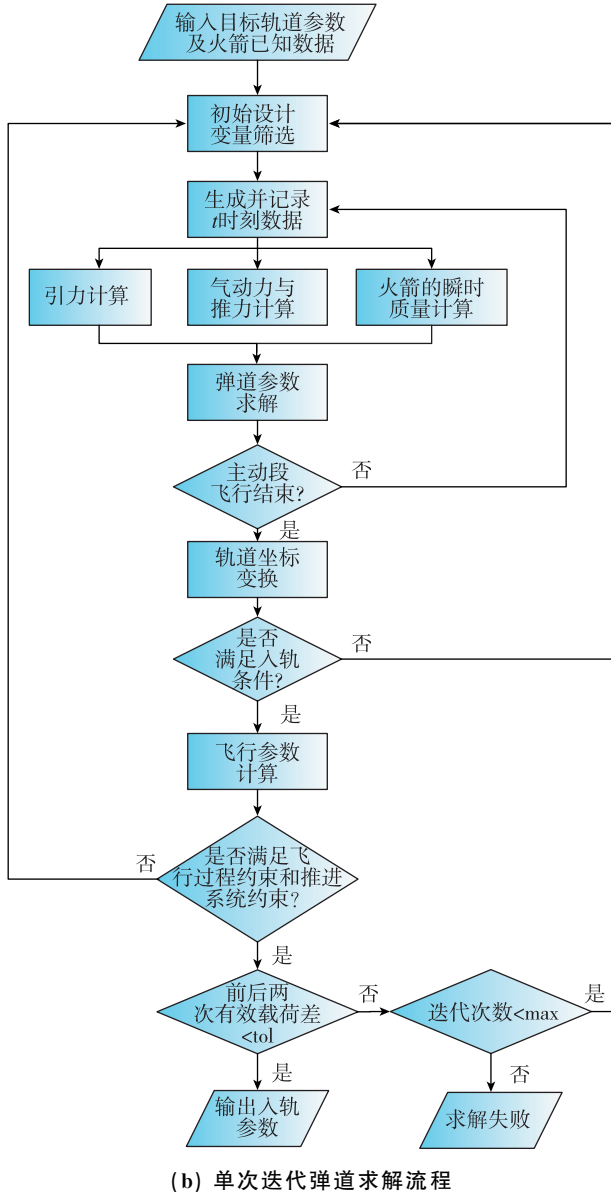 输入目标轨道参数
及火箭已知数据
初始设计
变量筛选
生成并记录
t时刻数据
引力计算
气动力与
推力计算
火箭的瞬时
质量计算
弹道参数
求解
主动段
飞行结束?
否
是
轨道坐标
变换
是否
满足入轨
条件?
否
是
飞行参数
计算
是否满足飞
行过程约束和推进
系统约束?
否
是
前后两
次有效载荷差
<tol
否
迭代次数<max
是
是
否
输出入轨
参数
求解失败
(b) 单次迭代弹道求解流程